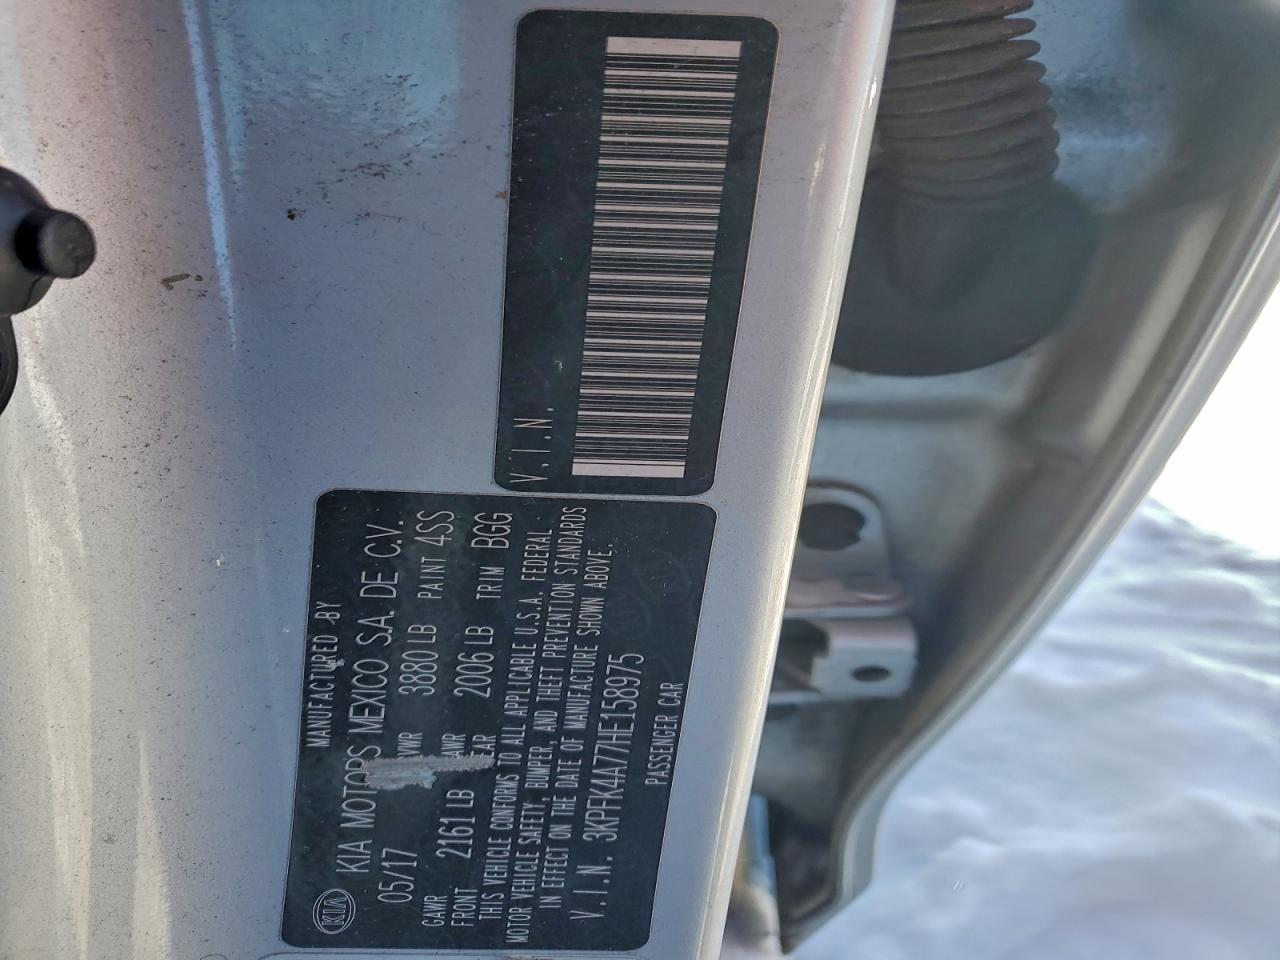 V.I.N.
KIA
MANUFACTURED BY
KIA MOTORS MEXICO S.A. DE C.V.
05/17 3880 LB PAINT 4SS
GAWR
FRONT 2161 LB 2006 LB TRIM BGG
THIS VEHICLE CONFORMS TO ALL APPLICABLE U.S.A. FEDERAL
MOTOR VEHICLE SAFETY, BUMPER, AND THEFT PREVENTION STANDARDS
IN EFFECT ON THE DATE OF MANUFACTURE SHOWN ABOVE.
V.I.N. 3KPFK4A77HE158975
PASSENGER CAR